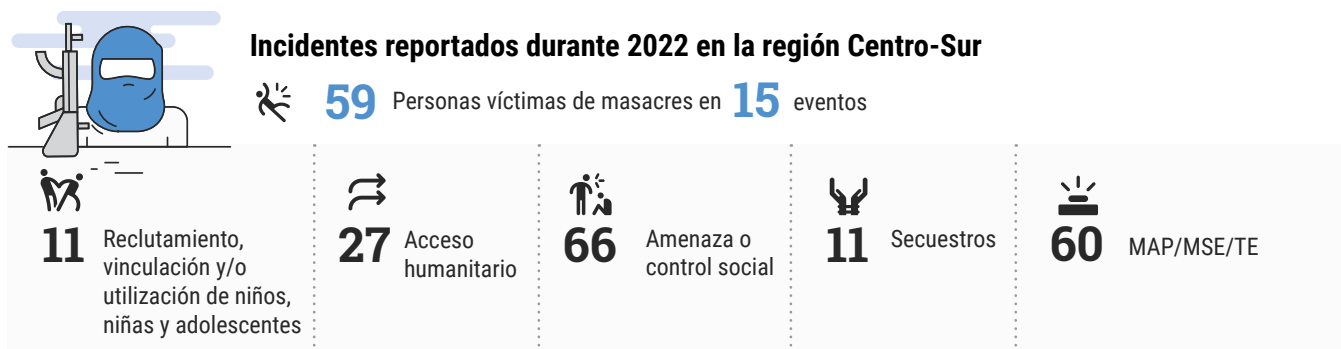 Incidentes reportados durante 2022 en la región Centro-Sur
59 Personas víctimas de masacres en 15 eventos
11 Reclutamiento,
vinculación y/o
utilización de niños,
niñas y adolescentes
27 Acceso
humanitario
66 Amenaza o
control social
11 Secuestros
60 MAP/MSE/TE